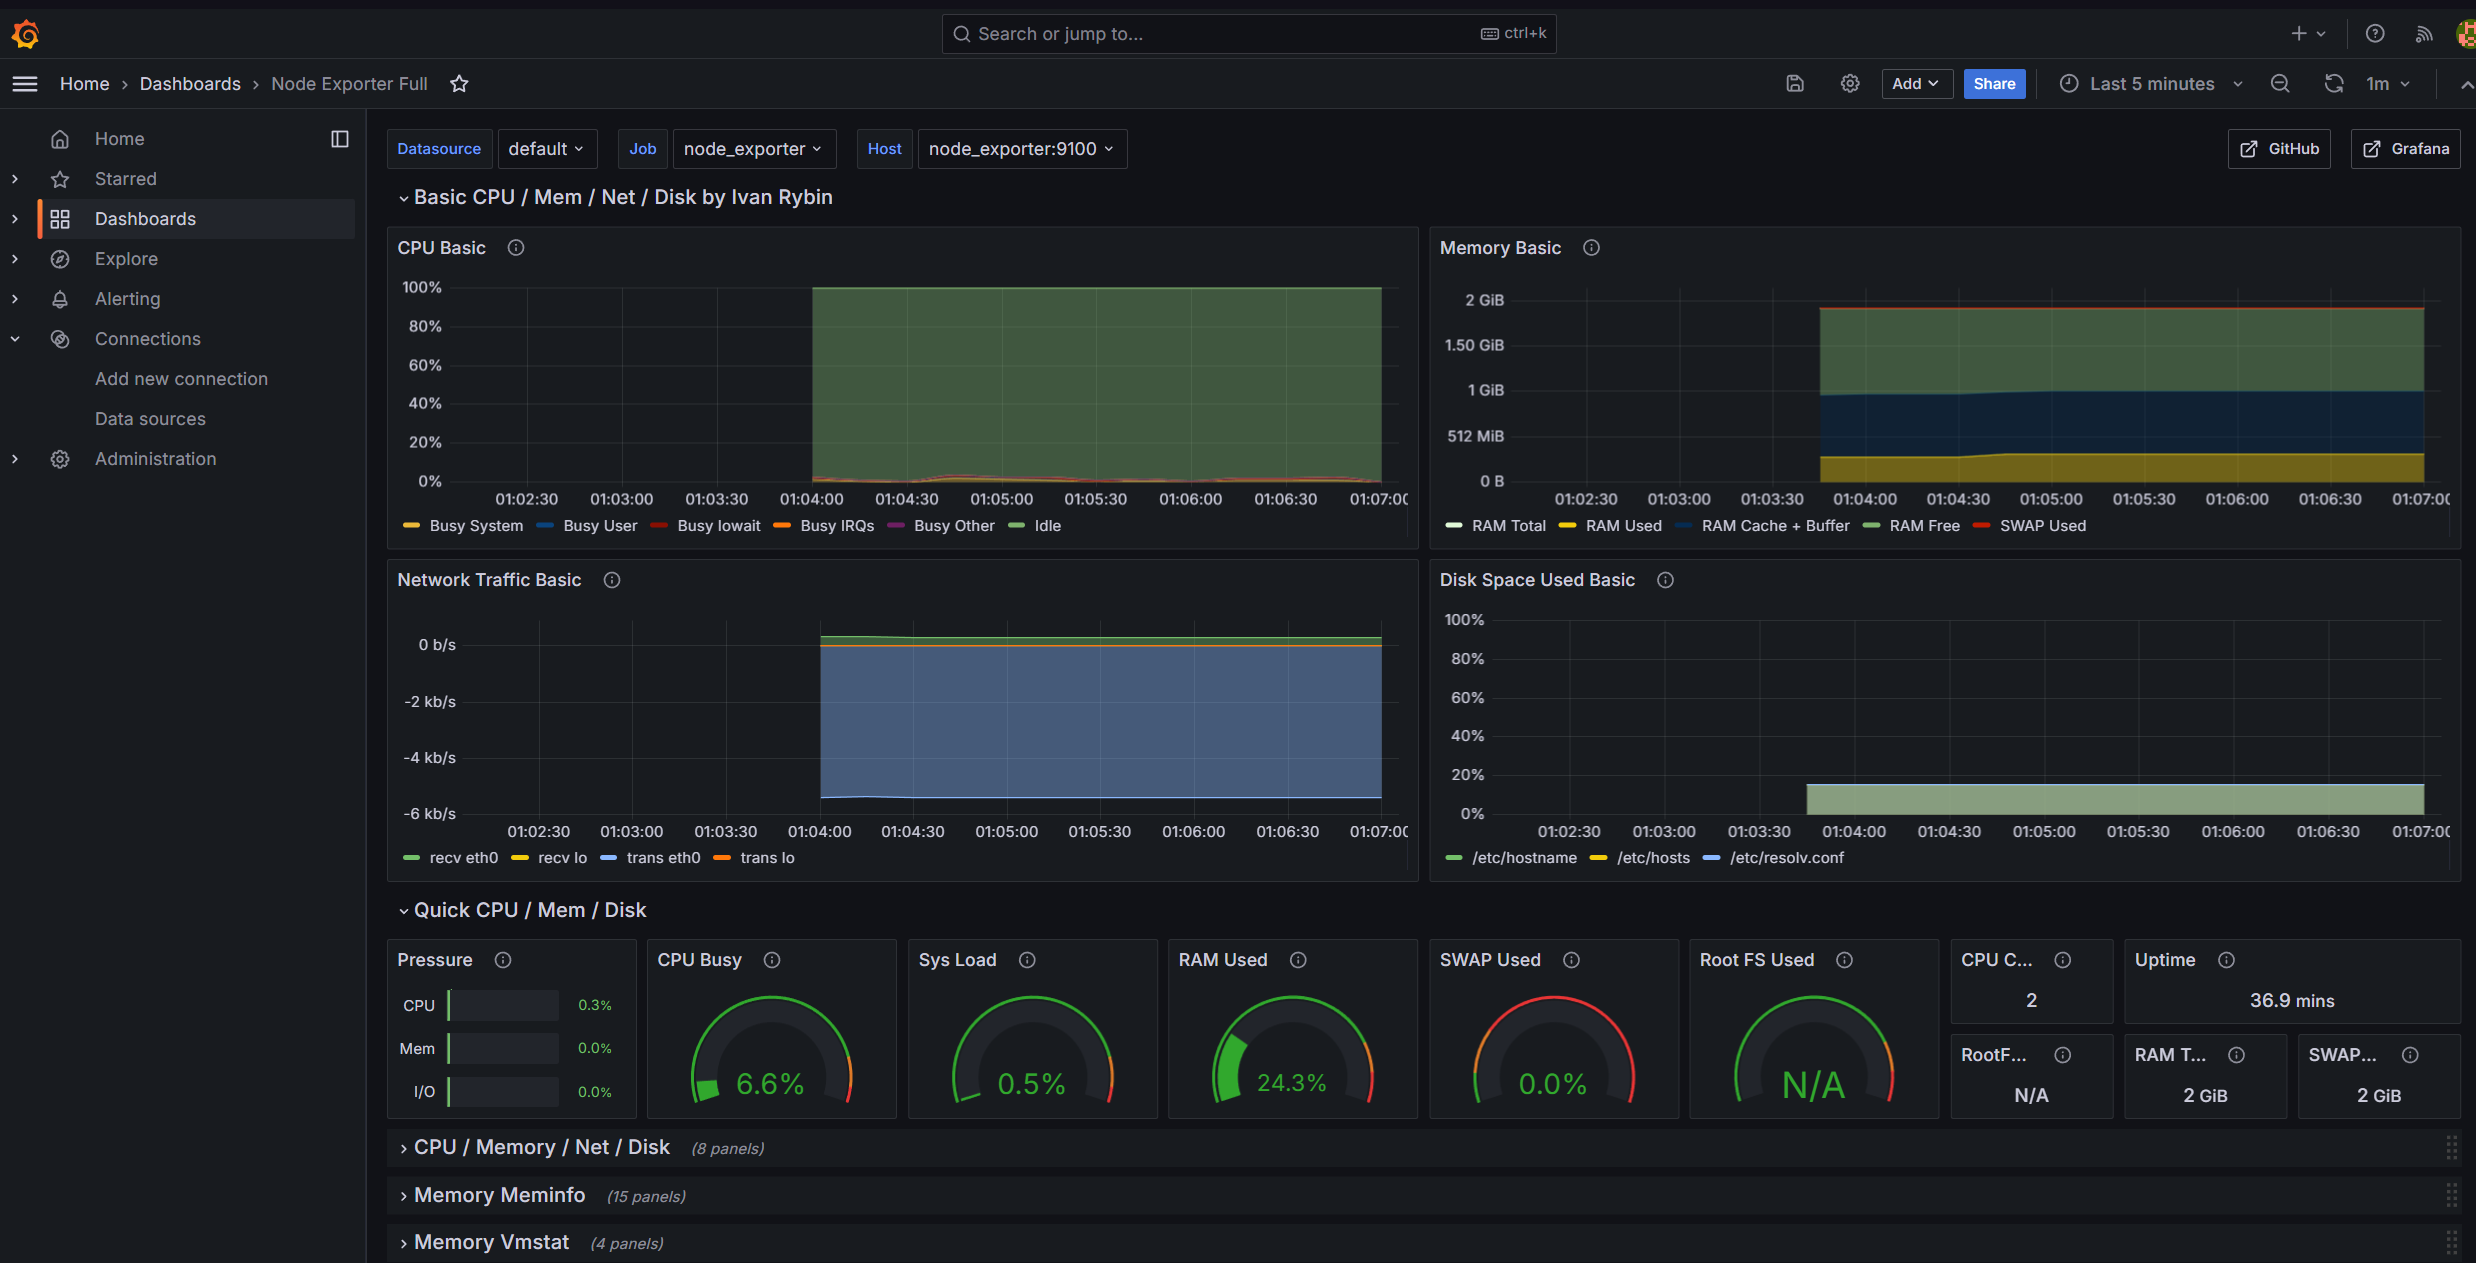 Search or jump to...
ctrl+k
Home › Dashboards › Node Exporter Full
Add
Share
Last 5 minutes
1m
Home
Starred
Dashboards
Explore
Alerting
Connections
Add new connection
Data sources
Administration
Datasource default Job node_exporter Host node_exporter:9100
GitHub
Grafana
Basic CPU / Mem / Net / Disk by Ivan Rybin
CPU Basic
100%
80%
60%
40%
20%
0%
01:02:30 01:03:00 01:03:30 01:04:00 01:04:30 01:05:00 01:05:30 01:06:00 01:06:30 01:07:00
Busy System Busy User Busy Iowait Busy IRQs Busy Other Idle
Memory Basic
2 GiB
1.50 GiB
1 GiB
512 MiB
0 B
01:02:30 01:03:00 01:03:30 01:04:00 01:04:30 01:05:00 01:05:30 01:06:00 01:06:30 01:07:00
RAM Total RAM Used RAM Cache + Buffer RAM Free SWAP Used
Network Traffic Basic
0 b/s
-2 kb/s
-4 kb/s
-6 kb/s
01:02:30 01:03:00 01:03:30 01:04:00 01:04:30 01:05:00 01:05:30 01:06:00 01:06:30 01:07:00
recv eth0 recv lo trans eth0 trans lo
Disk Space Used Basic
100%
80%
60%
40%
20%
0%
01:02:30 01:03:00 01:03:30 01:04:00 01:04:30 01:05:00 01:05:30 01:06:00 01:06:30 01:07:00
/etc/hostname /etc/hosts /etc/resolv.conf
Quick CPU / Mem / Disk
Pressure
CPU 0.3%
Mem 0.0%
I/O 0.0%
CPU Busy
6.6%
Sys Load
0.5%
RAM Used
24.3%
SWAP Used
0.0%
Root FS Used
N/A
CPU C...
2
Uptime
36.9 mins
RootF...
N/A
RAM T...
2 GiB
SWAP...
2 GiB
CPU / Memory / Net / Disk (8 panels)
Memory Meminfo (15 panels)
Memory Vmstat (4 panels)